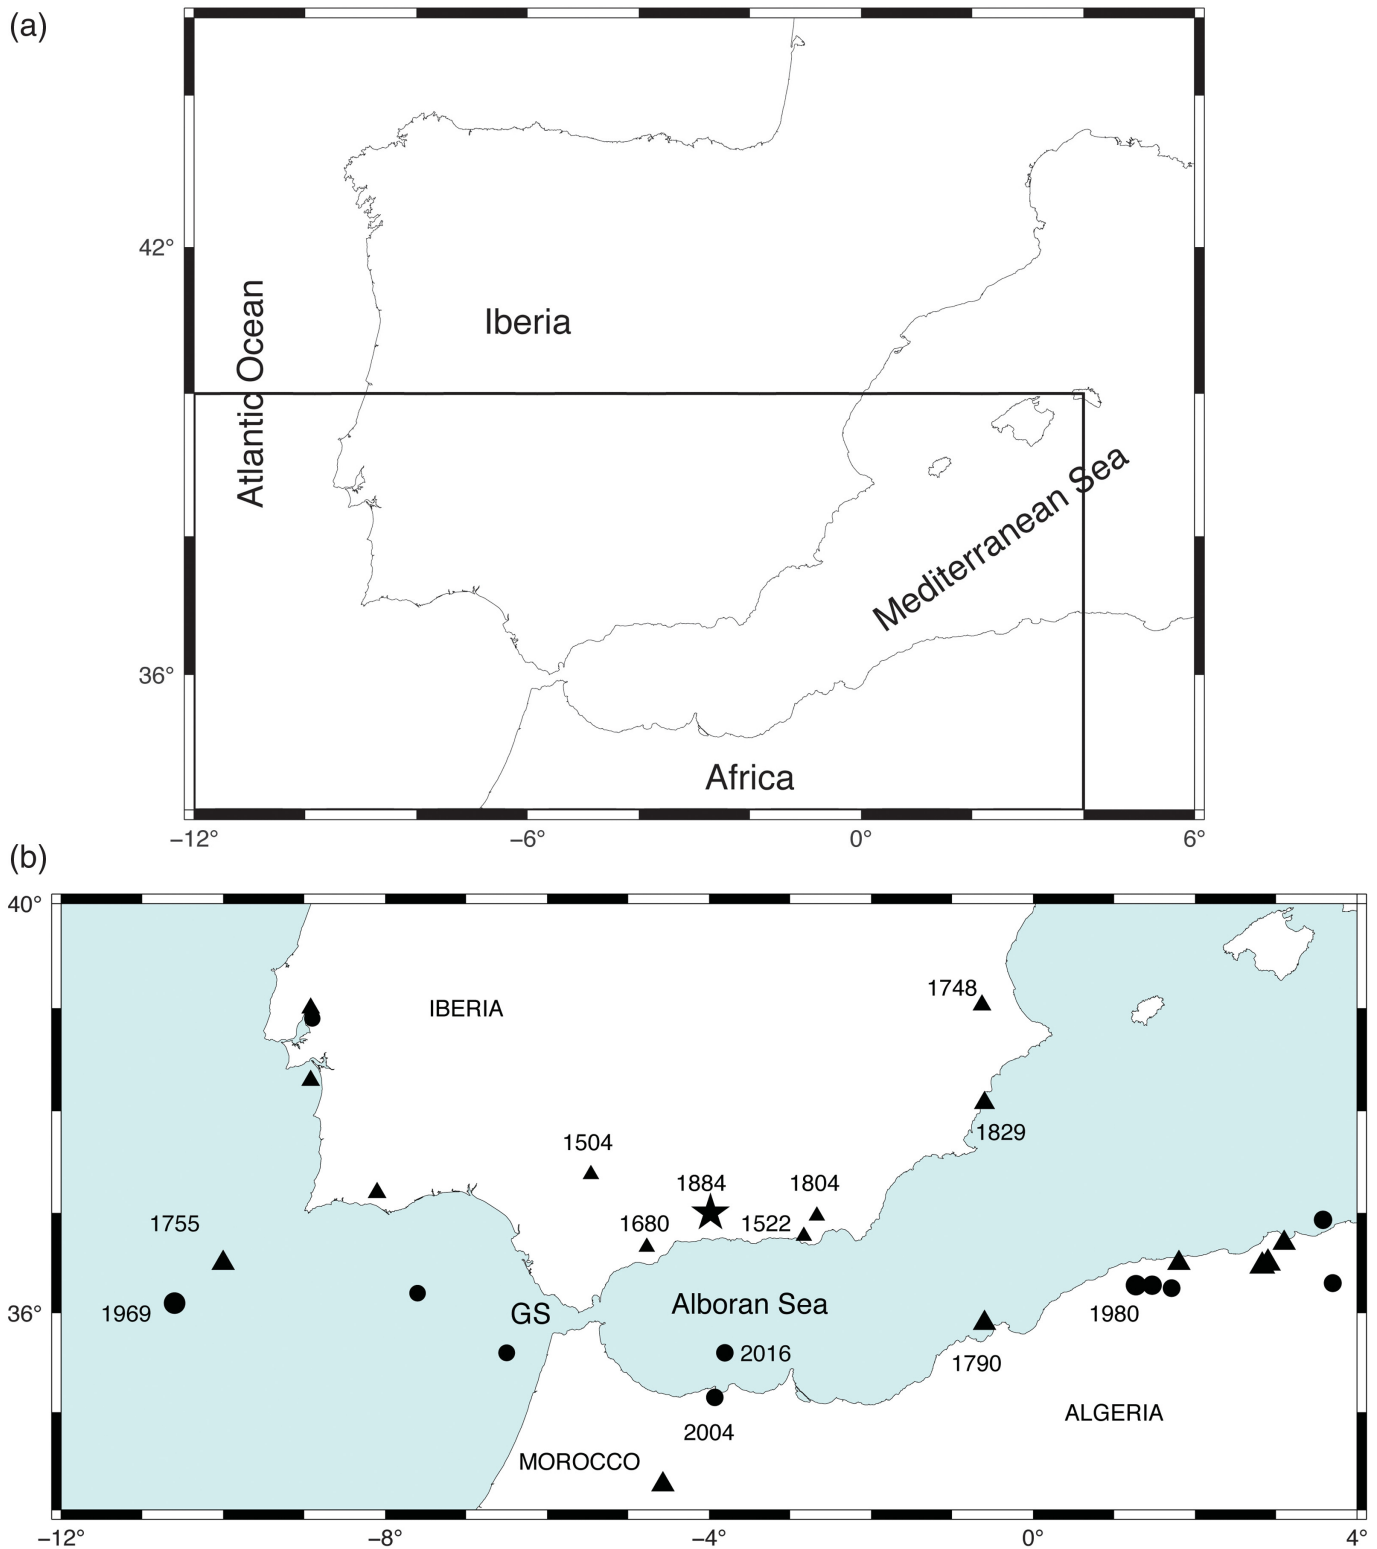 (a)
42°
Atlantic Ocean
Iberia
Mediterranean Sea
36°
Africa
−12°
−6°
0°
6°
(b)
40°
IBERIA
1748
1829
1504
1884
1804
1680
1522
1755
1969
36°
GS
Alboran Sea
2016
1980
1790
2004
ALGERIA
MOROCCO
−12°
−8°
−4°
0°
4°